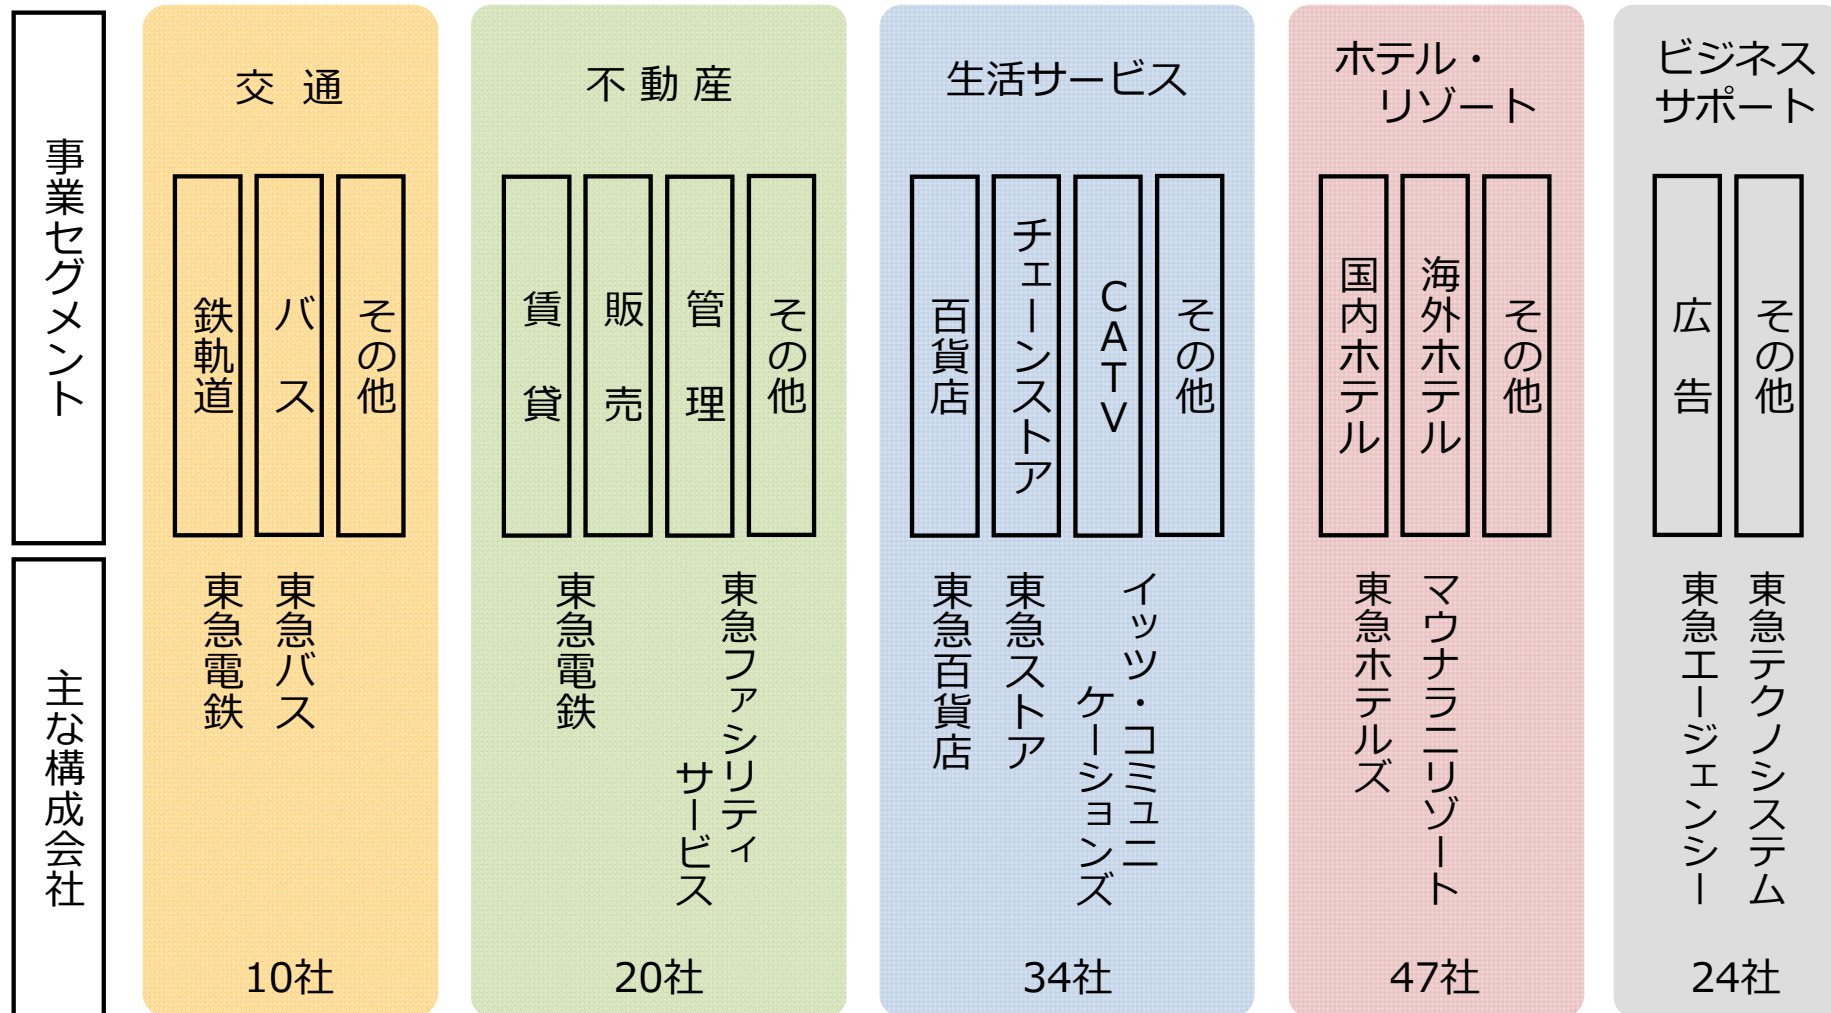 事業セグメント
交 通
鉄軌道
バ ス
その他
不 動 産
賃 貸
販 売
管 理
その他
生活サービス
百貨店
チェーンストア
CATV
その他
ホテル・
リゾート
国内ホテル
海外ホテル
その他
ビジネス
サポート
広 告
その他
主な構成会社
東急電鉄
東急バス
10社
東急電鉄
東急ファシリティ
サービス
20社
東急百貨店
東急ストア
イッツ・コミュニ
ケーションズ
34社
東急ホテルズ
マウナラニリゾート
47社
東急エージェンシー
東急テクノシステム
24社